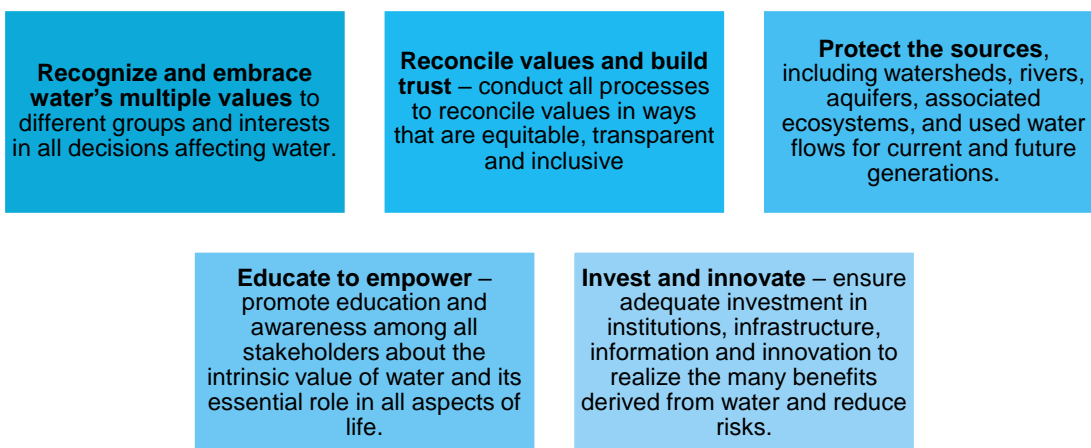 Recognize and embrace
water's multiple values to
different groups and interests
in all decisions affecting water.
Reconcile values and build
trust – conduct all processes
to reconcile values in ways
that are equitable, transparent
and inclusive
Protect the sources,
including watersheds, rivers,
aquifers, associated
ecosystems, and used water
flows for current and future
generations.
Educate to empower –
promote education and
awareness among all
stakeholders about the
intrinsic value of water and its
essential role in all aspects of
life.
Invest and innovate – ensure
adequate investment in
institutions, infrastructure,
information and innovation to
realize the many benefits
derived from water and reduce
risks.